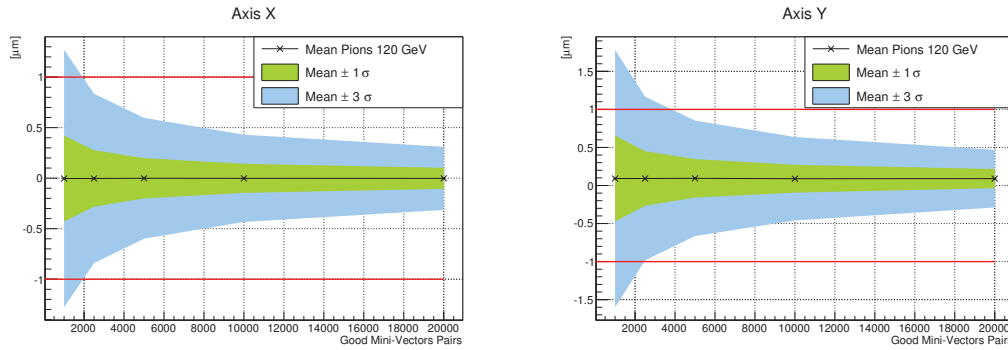 Axis X
[μm]
Mean Pions 120 GeV
Mean ± 1 σ
Mean ± 3 σ
1
0.5
0
-0.5
-1
2000 4000 6000 8000 10000 12000 14000 16000 18000 20000
Good Mini-Vectors Pairs
Axis Y
[μm]
Mean Pions 120 GeV
Mean ± 1 σ
Mean ± 3 σ
1.5
1
0.5
0
-0.5
-1
-1.5
2000 4000 6000 8000 10000 12000 14000 16000 18000 20000
Good Mini-Vectors Pairs